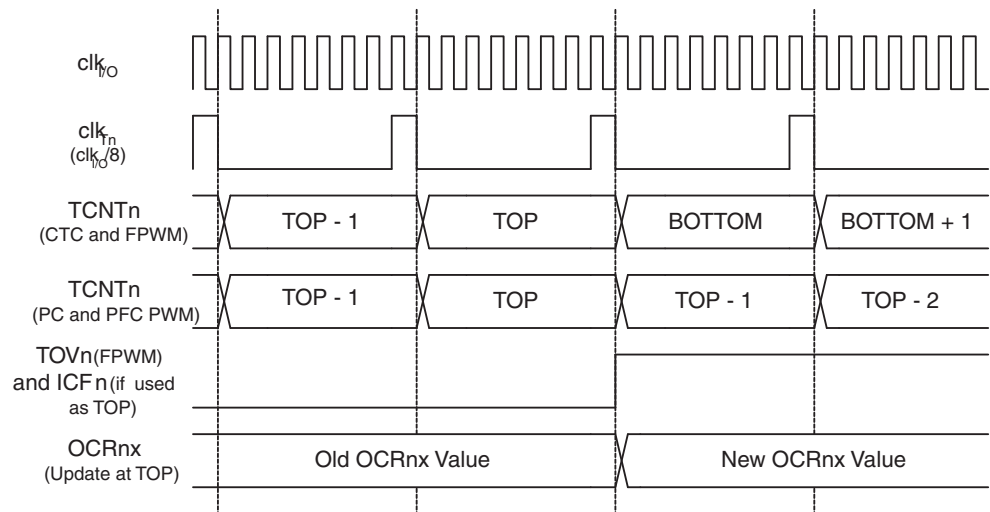 clkI/O
clkTn
(clkI/O/8)
TCNTn
(CTC and FPWM)
TOP - 1
TOP
BOTTOM
BOTTOM + 1
TCNTn
(PC and PFC PWM)
TOP - 1
TOP
TOP - 1
TOP - 2
TOVn (FPWM)
and ICFn (if used
as TOP)
OCRnx
(Update at TOP)
Old OCRnx Value
New OCRnx Value